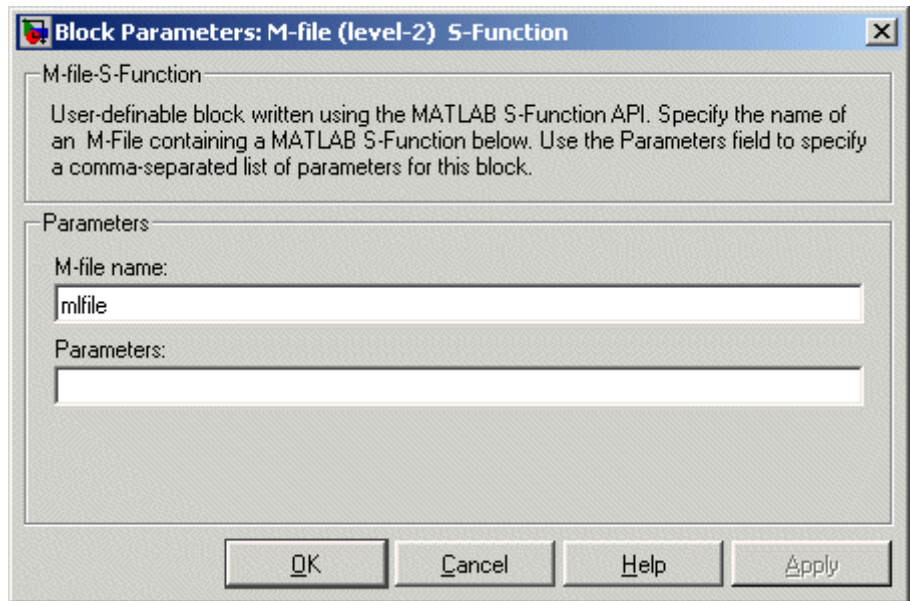 Block Parameters: M-file (level-2) S-Function
M-file-S-Function
User-definable block written using the MATLAB S-Function API. Specify the name of
an M-File containing a MATLAB S-Function below. Use the Parameters field to specify
a comma-separated list of parameters for this block.
Parameters
M-file name:
mlfile
Parameters:
OK
Cancel
Help
Apply